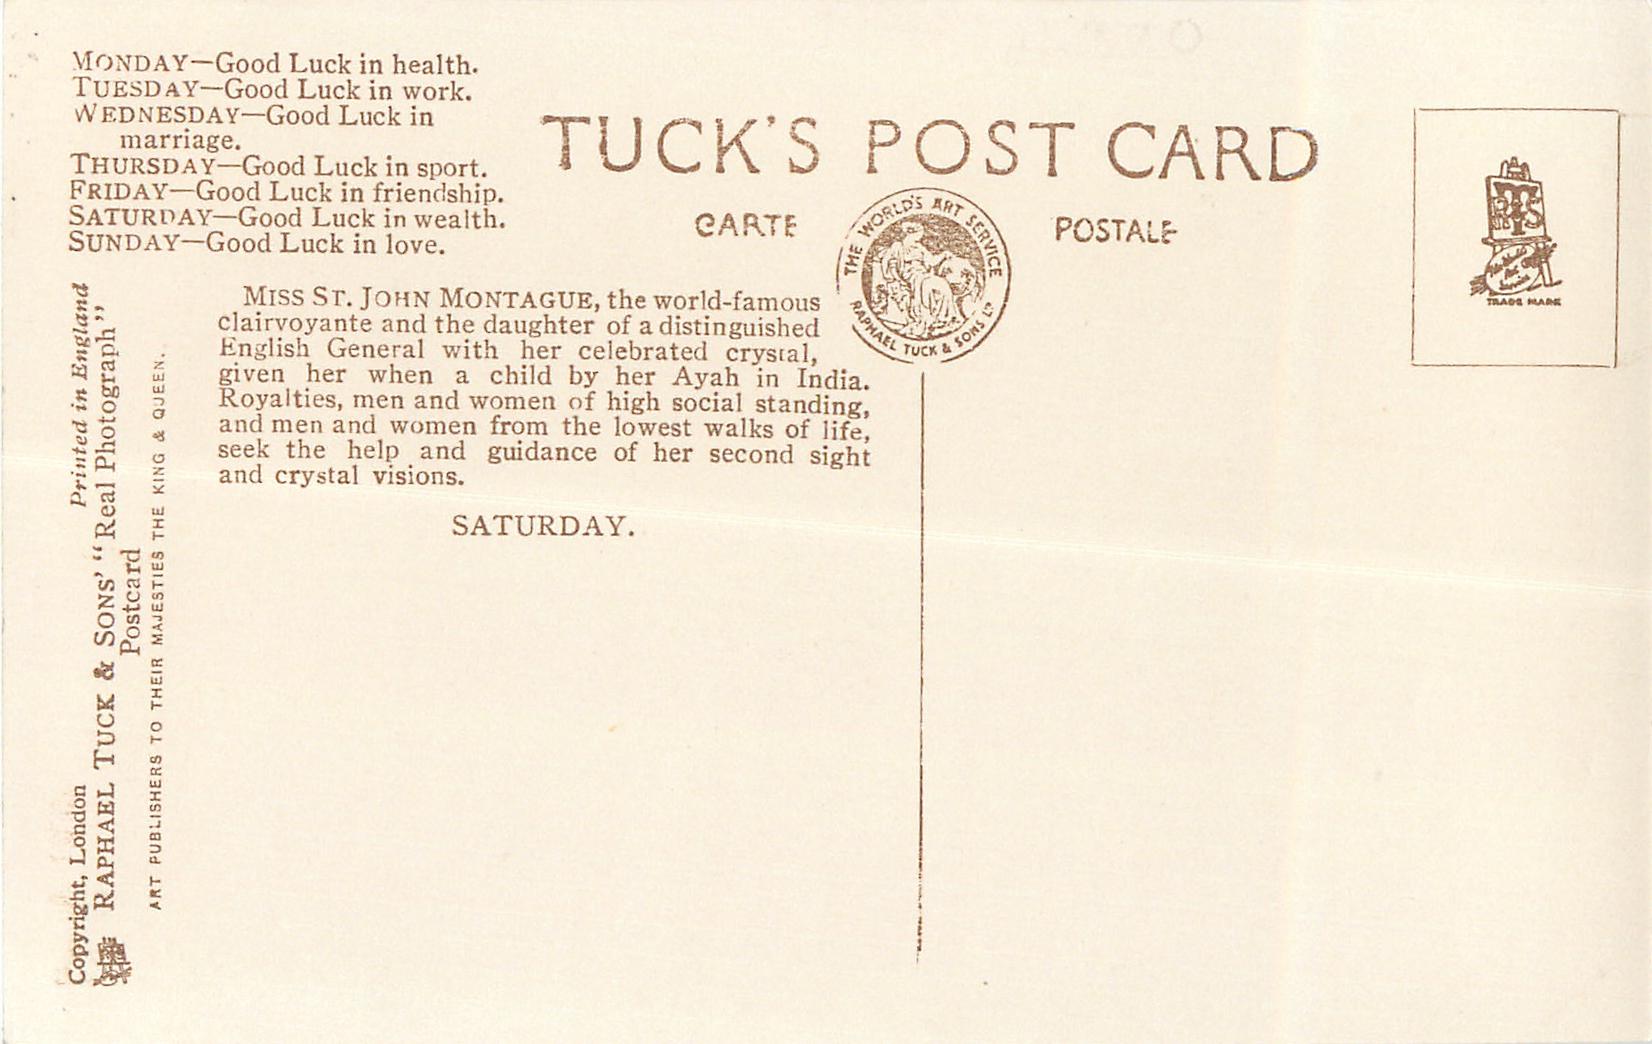 MONDAY—Good Luck in health.
TUESDAY—Good Luck in work.
WEDNESDAY—Good Luck in
marriage.
THURSDAY—Good Luck in sport.
FRIDAY—Good Luck in friendship.
SATURDAY—Good Luck in wealth.
SUNDAY—Good Luck in love.
TUCK'S POST CARD
CARTE POSTALE
THE WORLD'S ART SERVICE
RAPHAEL TUCK & SONS LD
RTS
TRADE MARK
MISS ST. JOHN MONTAGUE, the world-famous
clairvoyante and the daughter of a distinguished
English General with her celebrated crystal,
given her when a child by her Ayah in India.
Royalties, men and women of high social standing,
and men and women from the lowest walks of life,
seek the help and guidance of her second sight
and crystal visions.
SATURDAY.
Copyright, London Printed in England
RAPHAEL TUCK & SONS' "Real Photograph"
Postcard
ART PUBLISHERS TO THEIR MAJESTIES THE KING & QUEEN.